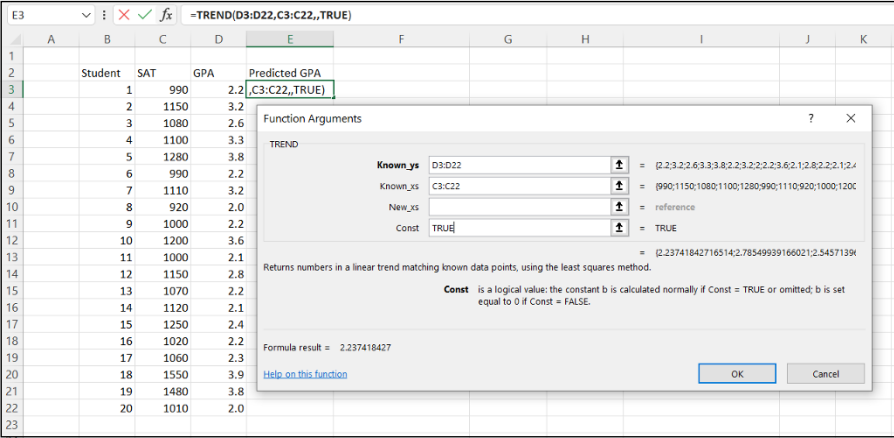 E3 fx =TREND(D3:D22,C3:C22,,TRUE)
A B C D E F G H I J K
1
2 Student SAT GPA Predicted GPA
3 1 990 2.2 ,C3:C22,,TRUE)
4 2 1150 3.2
5 3 1080 2.6
6 4 1100 3.3
7 5 1280 3.8
8 6 990 2.2
9 7 1110 3.2
10 8 920 2.0
11 9 1000 2.2
12 10 1200 3.6
13 11 1000 2.1
14 12 1150 2.8
15 13 1070 2.2
16 14 1120 2.1
17 15 1250 2.4
18 16 1020 2.2
19 17 1060 2.3
20 18 1550 3.9
21 19 1480 3.8
22 20 1010 2.0
23
Function Arguments ? ×
TREND
Known_ys D3:D22 = {2.2;3.2;2.6;3.3;3.8;2.2;3.2;2;2.2;3.6;2.1;2.8;2.2;2.1;2.4
Known_xs C3:C22 = {990;1150;1080;1100;1280;990;1110;920;1000;1200
New_xs = reference
Const TRUE = TRUE
= {2.23741842716514;2.78549939166021;2.5457139
Returns numbers in a linear trend matching known data points, using the least squares method.
Const is a logical value: the constant b is calculated normally if Const = TRUE or omitted; b is set
equal to 0 if Const = FALSE.
Formula result = 2.237418427
Help on this function OK Cancel